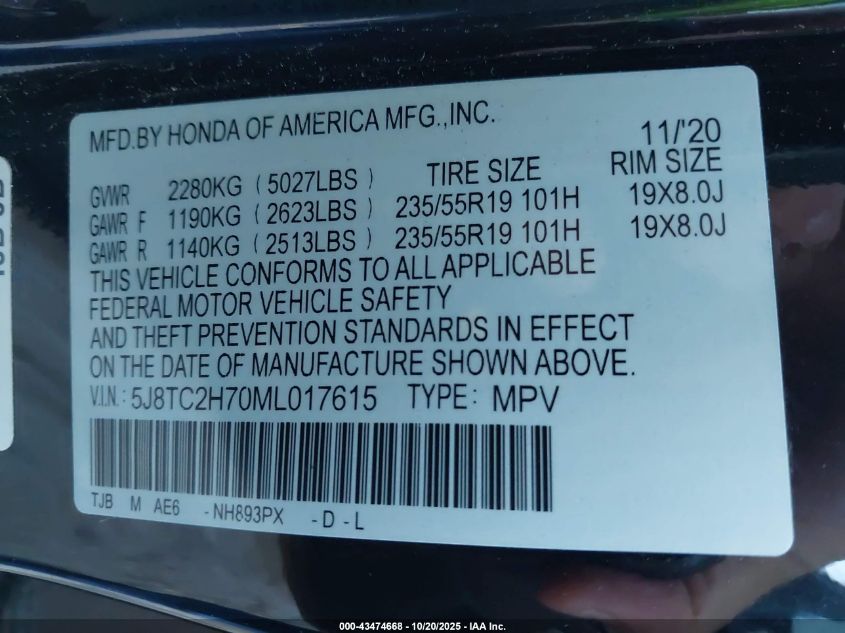 MFD.BY HONDA OF AMERICA MFG.,INC. 11/'20
GVWR 2280KG (5027LBS) TIRE SIZE RIM SIZE
GAWR F 1190KG (2623LBS) 235/55R19 101H 19X8.0J
GAWR R 1140KG (2513LBS) 235/55R19 101H 19X8.0J
THIS VEHICLE CONFORMS TO ALL APPLICABLE
FEDERAL MOTOR VEHICLE SAFETY
AND THEFT PREVENTION STANDARDS IN EFFECT
ON THE DATE OF MANUFACTURE SHOWN ABOVE.
V.I.N.: 5J8TC2H70ML017615 TYPE: MPV
TJB M AE6 -NH893PX -D-L
000-43474668 - 10/20/2025 - IAA Inc.